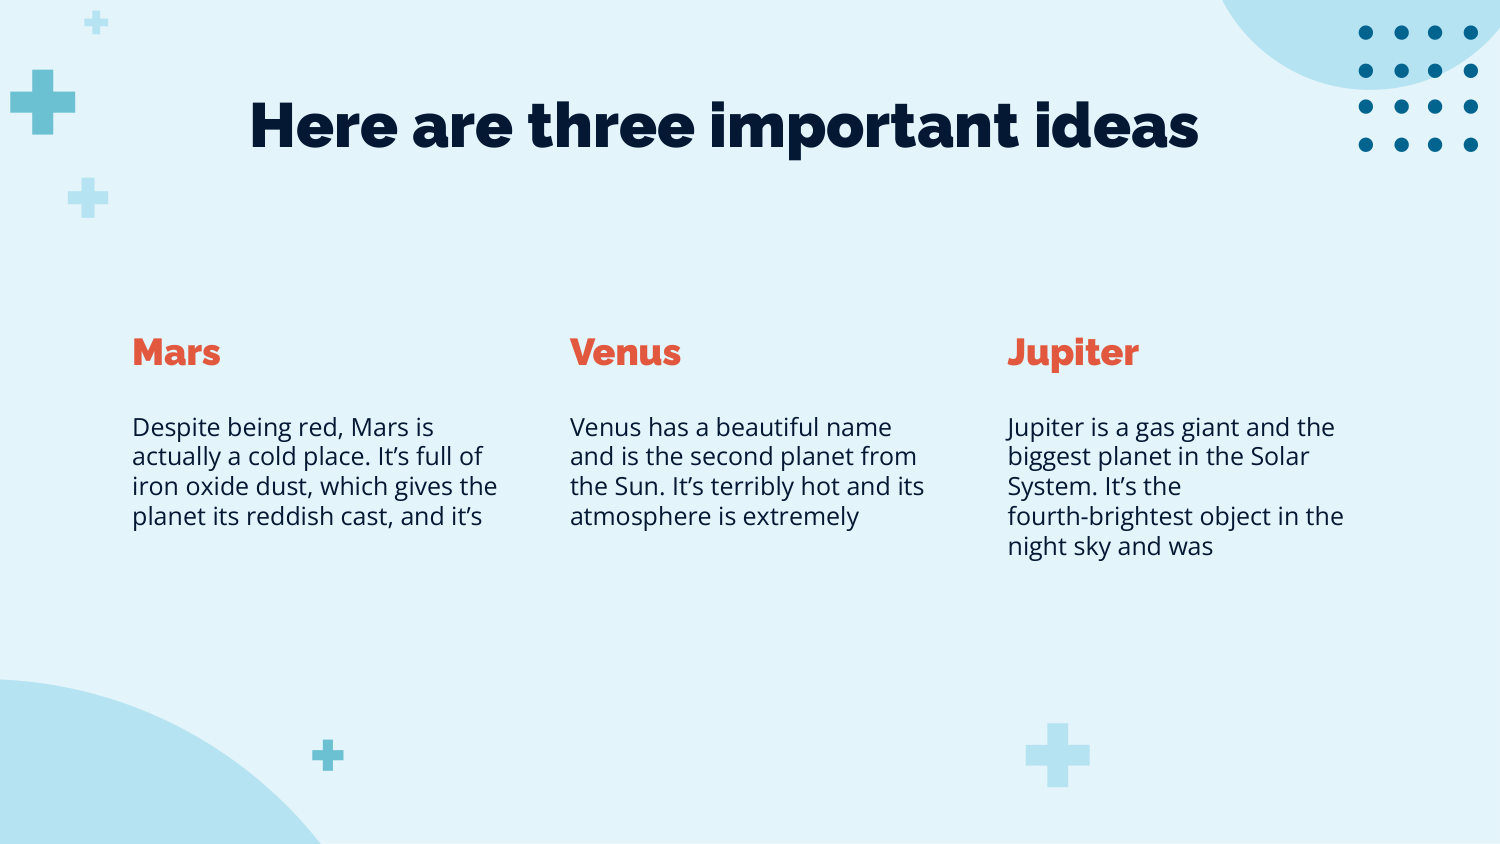 Here are three important ideas
Mars
Despite being red, Mars is
actually a cold place. It’s full of
iron oxide dust, which gives the
planet its reddish cast, and it’s
Venus
Venus has a beautiful name
and is the second planet from
the Sun. It’s terribly hot and its
atmosphere is extremely
Jupiter
Jupiter is a gas giant and the
biggest planet in the Solar
System. It’s the
fourth-brightest object in the
night sky and was